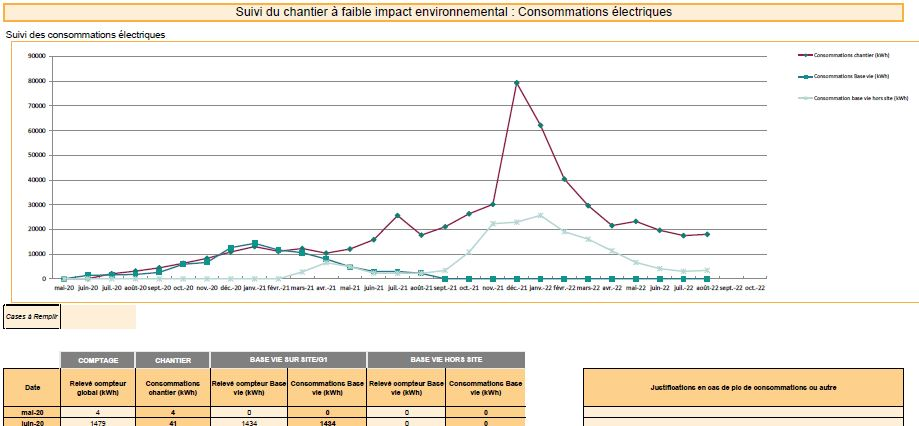 Suivi du chantier à faible impact environnemental : Consommations électriques
Suivi des consommations électriques
90000
80000
70000
60000
50000
40000
30000
20000
10000
0
mai-20 juin-20 juil.-20 août-20 sept.-20 oct.-20 nov.-20 déc.-20 janv.-21 févr.-21 mars-21 avr.-21 mai-21 juin-21 juil.-21 août-21 sept.-21 oct.-21 nov.-21 déc.-21 janv.-22 févr.-22 mars-22 avr.-22 mai-22 juin-22 juil.-22 août-22 sept.-22 oct.-22
Consommations chantier (kWh)
Consommations Base vie (kWh)
Consommation base vie hors site (kWh)
Cases à Remplir
COMPTAGE CHANTIER BASE VIE SUR SITE/G1 BASE VIE HORS SITE
Date
Relevé compteur global (kWh)
Consommations chantier (kWh)
Relevé compteur Base vie (kWh)
Consommations Base vie (kWh)
Relevé compteur Base vie (kWh)
Consommations Base vie (kWh)
Justifications en cas de pic de consommations ou autre
mai-20 4 4 0 0 0 0
juin-20 1479 41 1434 1434 0 0